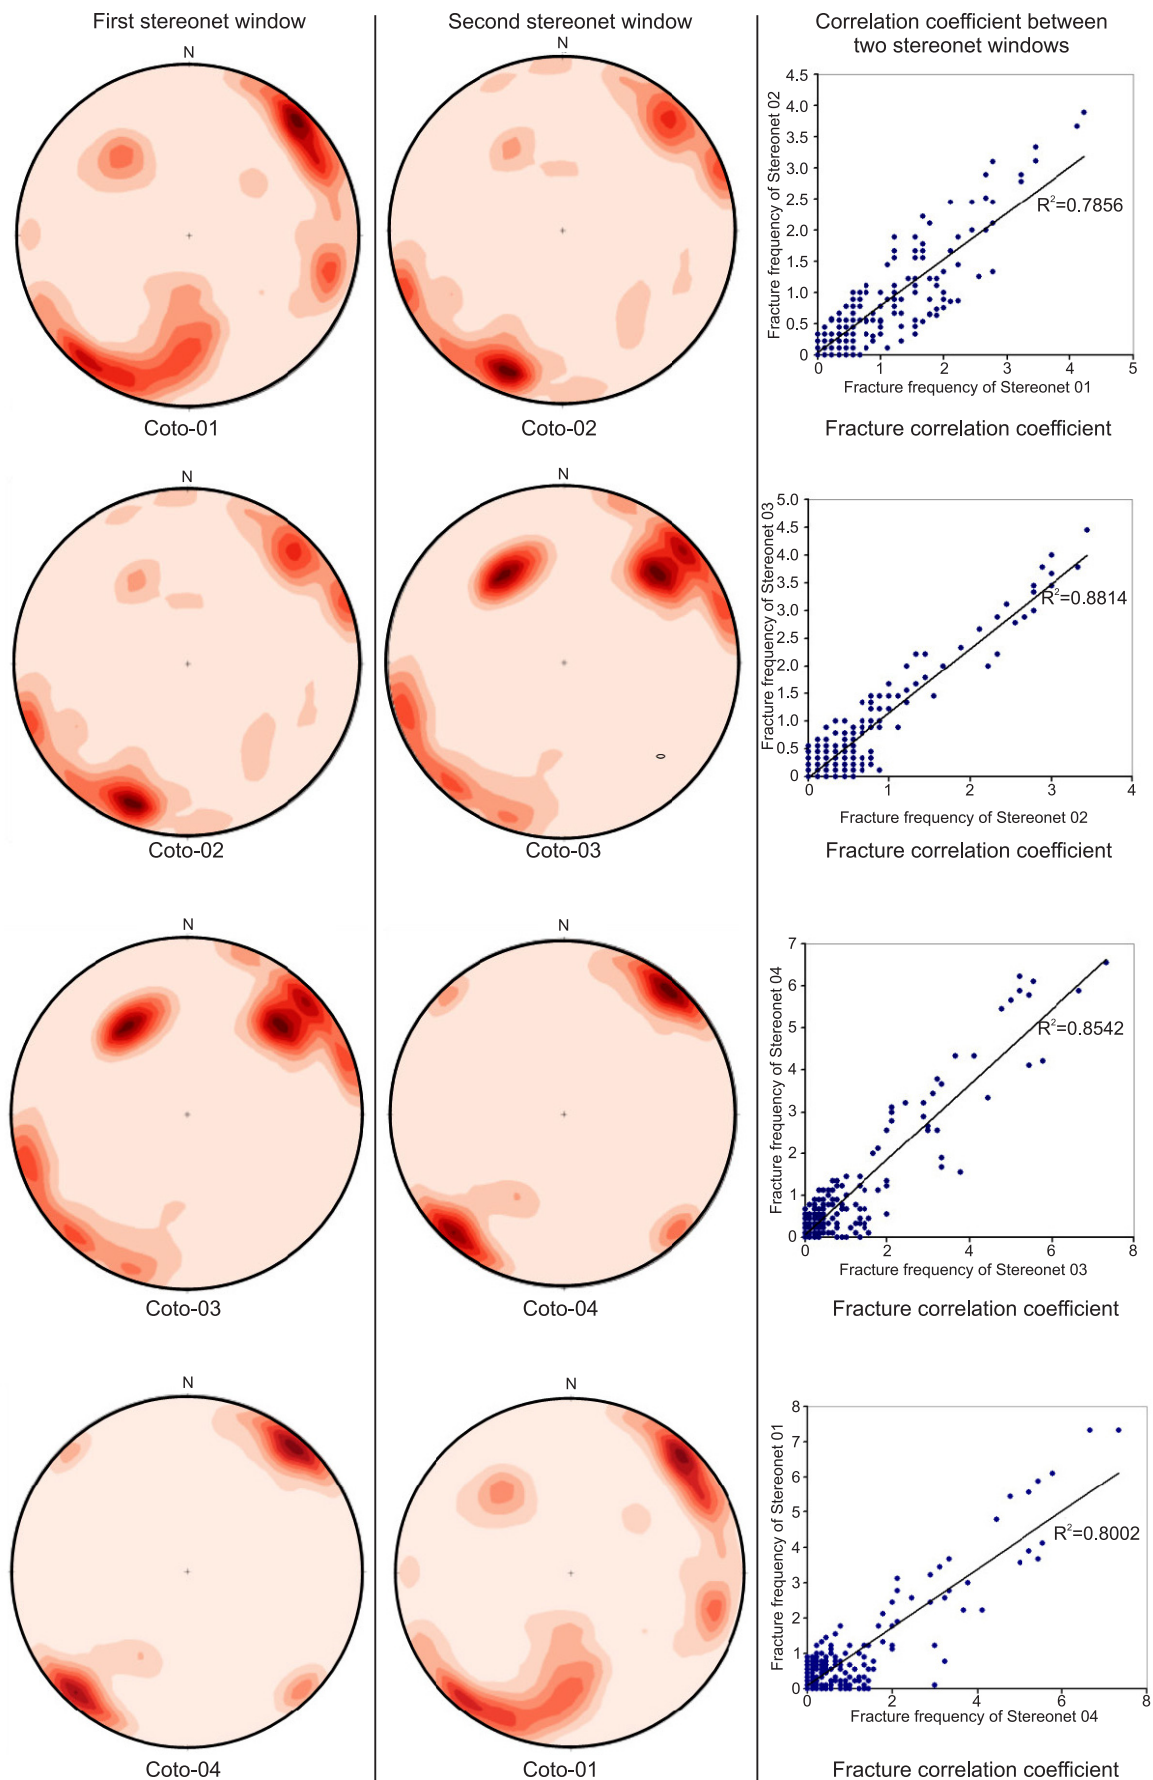 First stereonet window
Second stereonet window
Correlation coefficient between
two stereonet windows
N
N
Fracture frequency of Stereonet 02
4.5
4.0
3.5
3.0
2.5
2.0
1.5
1.0
0.5
0
R²=0.7856
0 1 2 3 4 5
Fracture frequency of Stereonet 01
Coto-01
Coto-02
Fracture correlation coefficient
N
N
Fracture frequency of Stereonet 03
5.0
4.5
4.0
3.5
3.0
2.5
2.0
1.5
1.0
0.5
0
R²=0.8814
0 1 2 3 4
Fracture frequency of Stereonet 02
Coto-02
Coto-03
Fracture correlation coefficient
N
N
Fracture frequency of Stereonet 04
7
6
5
4
3
2
1
0
R²=0.8542
0 2 4 6 8
Fracture frequency of Stereonet 03
Coto-03
Coto-04
Fracture correlation coefficient
N
N
Fracture frequency of Stereonet 01
8
7
6
5
4
3
2
1
0
R²=0.8002
0 2 4 6 8
Fracture frequency of Stereonet 04
Coto-04
Coto-01
Fracture correlation coefficient